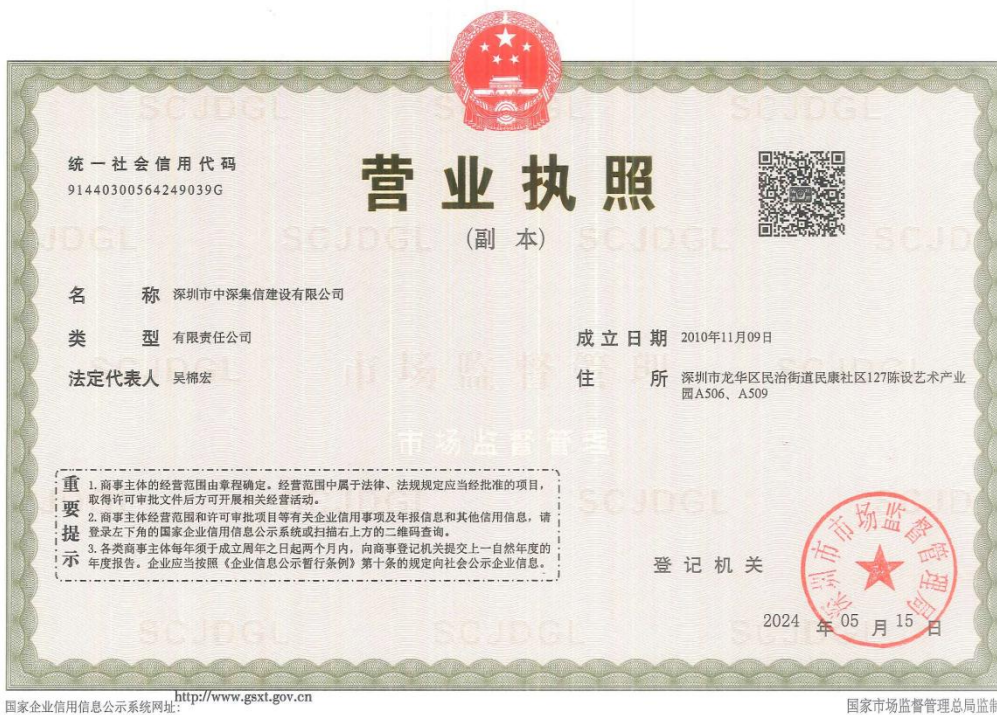 统一社会信用代码
91440300564249039G
营业执照
(副 本)
名 称 深圳市中深集信建设有限公司
类 型 有限责任公司
成立日期 2010年11月09日
法定代表人 吴棉宏
住 所 深圳市龙华区民治街道民康社区127陈设艺术产业
园A506、A509
市场监督管理
市场监督管理
重要提示
1. 商事主体的经营范围由章程确定。经营范围中属于法律、法规规定应当经批准的项目,
取得许可审批文件后方可开展相关经营活动。
2. 商事主体经营范围和许可审批项目等有关企业信用事项及年报信息和其他信用信息,请
登录左下角的国家企业信用信息公示系统或扫描右上方的二维码查询。
3. 各类商事主体每年须于成立周年之日起两个月内,向商事登记机关提交上一自然年度的
年度报告。企业应当按照《企业信息公示暂行条例》第十条的规定向社会公示企业信息。
登记机关
深圳市市场监督管理局
2024 年 05 月 15 日
国家企业信用信息公示系统网址: http://www.gsxt.gov.cn
国家市场监督管理总局监制
SCJDGL